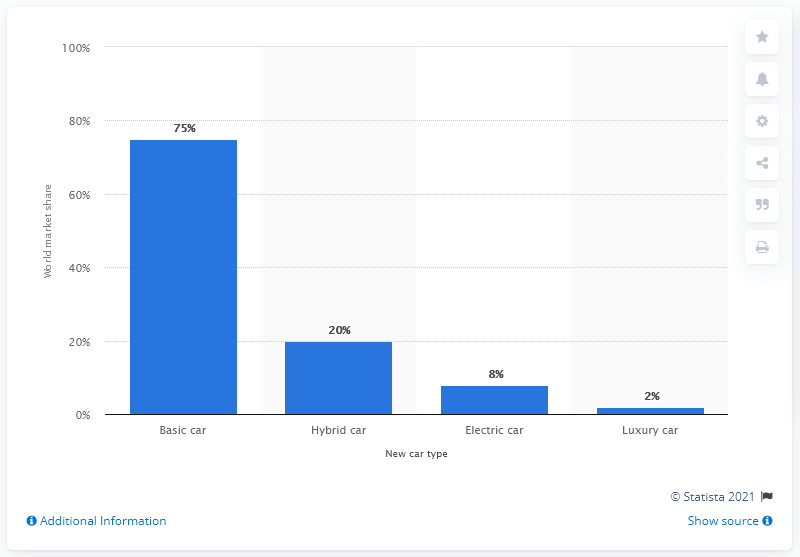 100%
80%
60%
40%
20%
0%
World market share
75%
20%
8%
2%
Basic car
Hybrid car
Electric car
Luxury car
New car type
© Statista 2021
Additional Information
Show source